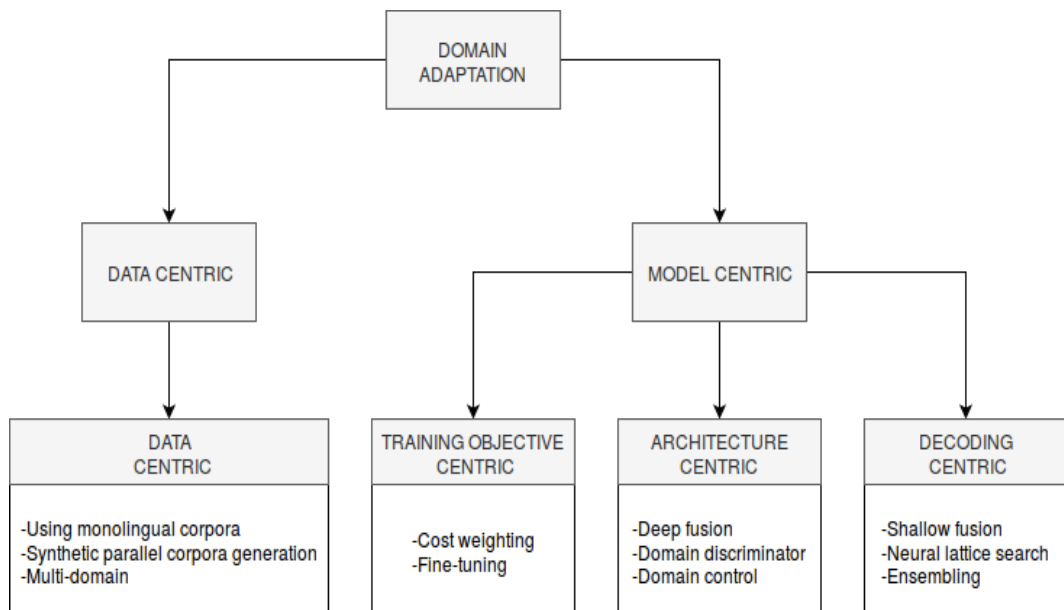 DOMAIN
ADAPTATION
DATA CENTRIC
MODEL CENTRIC
DATA
CENTRIC
-Using monolingual corpora
-Synthetic parallel corpora generation
-Multi-domain
TRAINING OBJECTIVE
CENTRIC
-Cost weighting
-Fine-tuning
ARCHITECTURE
CENTRIC
-Deep fusion
-Domain discriminator
-Domain control
DECODING
CENTRIC
-Shallow fusion
-Neural lattice search
-Ensembling